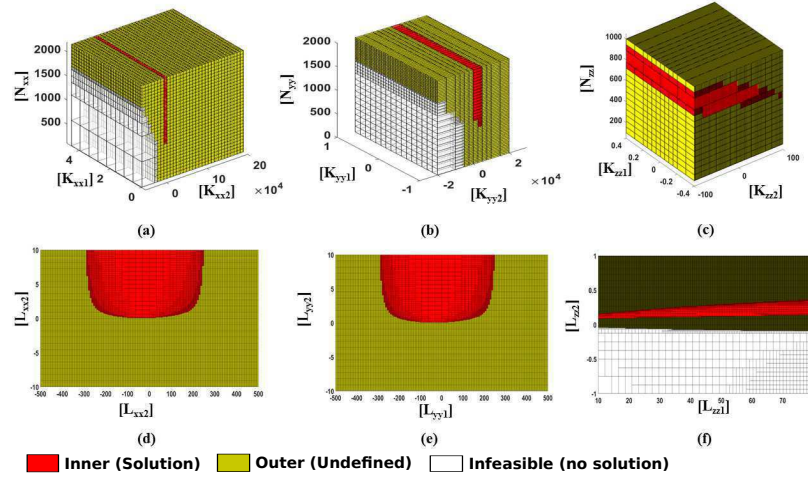 2000
1500
1000
500
[N_xx]
4
2
0
[K_xx1]
0
10
20
× 10^4
[K_xx2]
(a)
2000
1500
1000
500
0
[N_yy]
1
0
-1
[K_yy1]
-2
0
2
× 10^4
[K_yy2]
(b)
1000
800
600
400
200
[N_zz]
0.4
0.2
0
-0.2
-0.4
[K_zz1]
-100
0
100
[K_zz2]
(c)
10
5
0
-5
-10
[L_xx2]
-500 -400 -300 -200 -100 0 100 200 300 400 500
[L_xx2]
(d)
10
5
0
-5
-10
[L_yy2]
-500 -400 -300 -200 -100 0 100 200 300 400 500
[L_yy1]
(e)
1
0.5
0
-0.5
-1
[L_zz2]
10 20 30 40 50 60 70
[L_zz1]
(f)
Inner (Solution) Outer (Undefined) Infeasible (no solution)